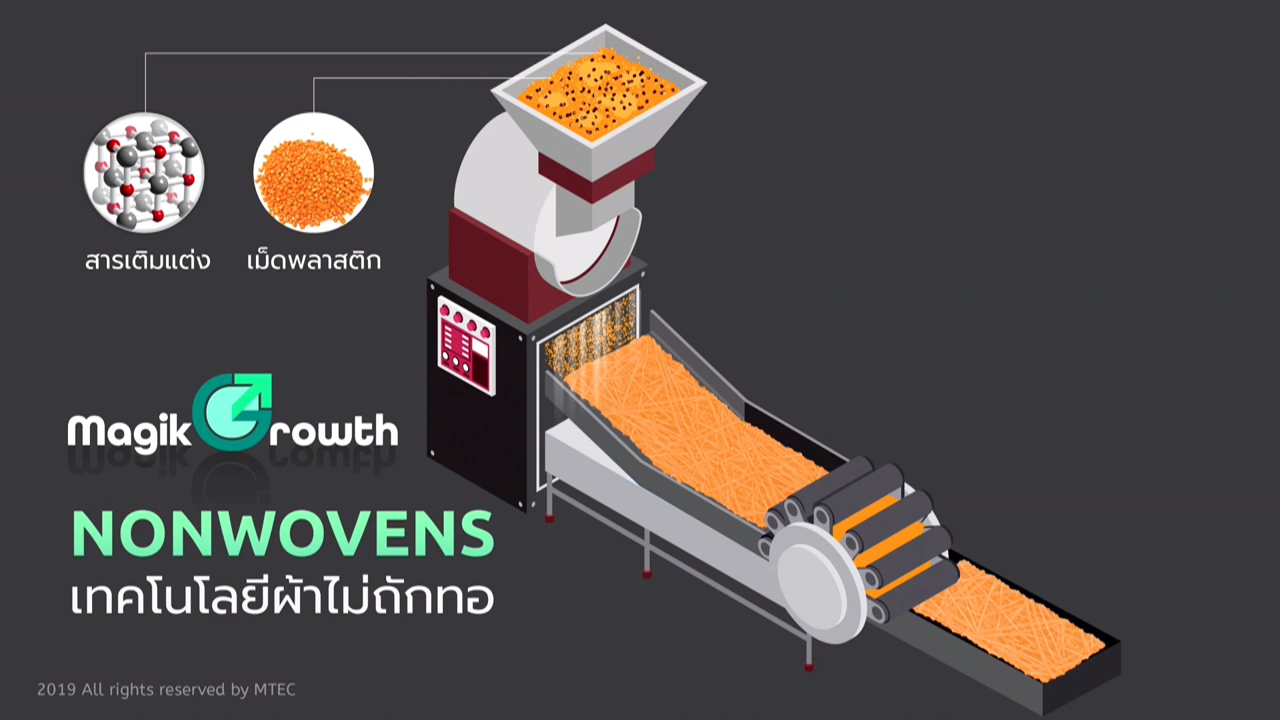 สารเติมแต่ง
เม็ดพลาสติก
Magik Growth
NONWOVENS
เทคโนโลยีผ้าไม่ถักทอ
2019 All rights reserved by MTEC